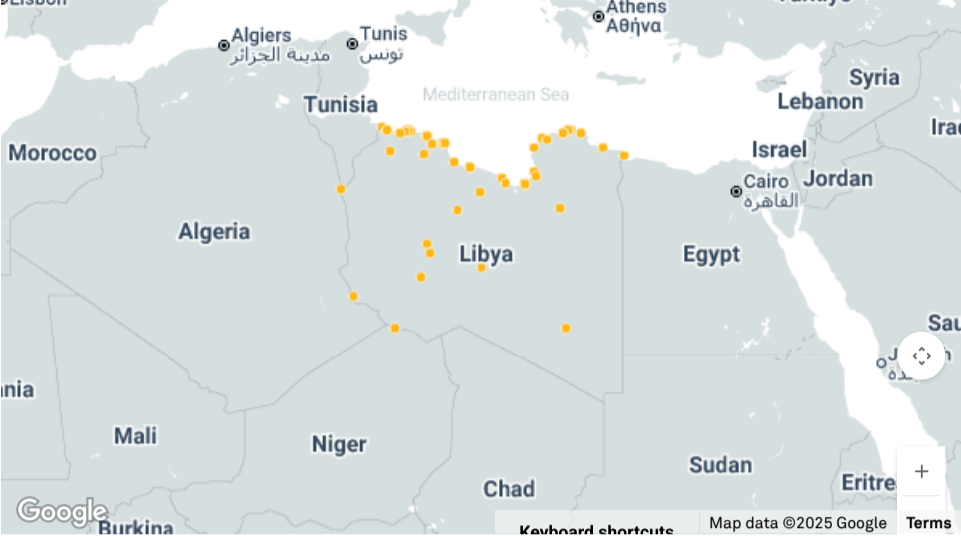 Athens
Αθήνα
Algiers
مدينة الجزائر
Tunis
تونس
Syria
Mediterranean Sea
Lebanon
Tunisia
Morocco
Israel
Cairo
القاهرة
Jordan
Algeria
Libya
Egypt
Mali
Niger
Chad
Sudan
Google
Burkina
Keyboard shortcuts
Map data ©2025 Google
Terms
+